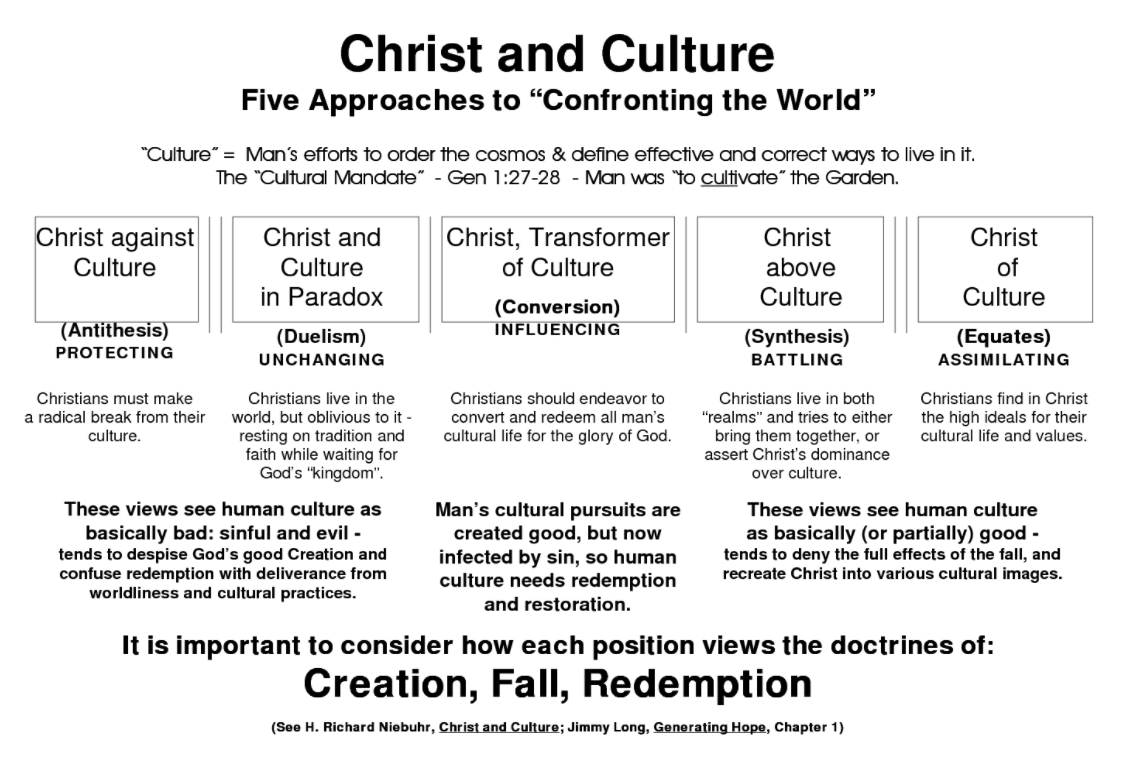 Christ and Culture
Five Approaches to “Confronting the World”
“Culture” = Man’s efforts to order the cosmos & define effective and correct ways to live in it.
The “Cultural Mandate” - Gen 1:27-28 - Man was “to cultivate” the Garden.
Christ against
Culture
(Antithesis)
PROTECTING
Christians must make
a radical break from their
culture.
Christ and
Culture
in Paradox
(Duelism)
UNCHANGING
Christians live in the
world, but oblivious to it -
resting on tradition and
faith while waiting for
God’s “kingdom”.
Christ, Transformer
of Culture
(Conversion)
INFLUENCING
Christians should endeavor to
convert and redeem all man’s
cultural life for the glory of God.
Christ
above
Culture
(Synthesis)
BATTLING
Christians live in both
“realms” and tries to either
bring them together, or
assert Christ’s dominance
over culture.
Christ
of
Culture
(Equates)
ASSIMILATING
Christians find in Christ
the high ideals for their
cultural life and values.
These views see human culture as
basically bad: sinful and evil -
tends to despise God’s good Creation and
confuse redemption with deliverance from
worldliness and cultural practices.
Man’s cultural pursuits are
created good, but now
infected by sin, so human
culture needs redemption
and restoration.
These views see human culture
as basically (or partially) good -
tends to deny the full effects of the fall, and
recreate Christ into various cultural images.
It is important to consider how each position views the doctrines of:
Creation, Fall, Redemption
(See H. Richard Niebuhr, Christ and Culture; Jimmy Long, Generating Hope, Chapter 1)